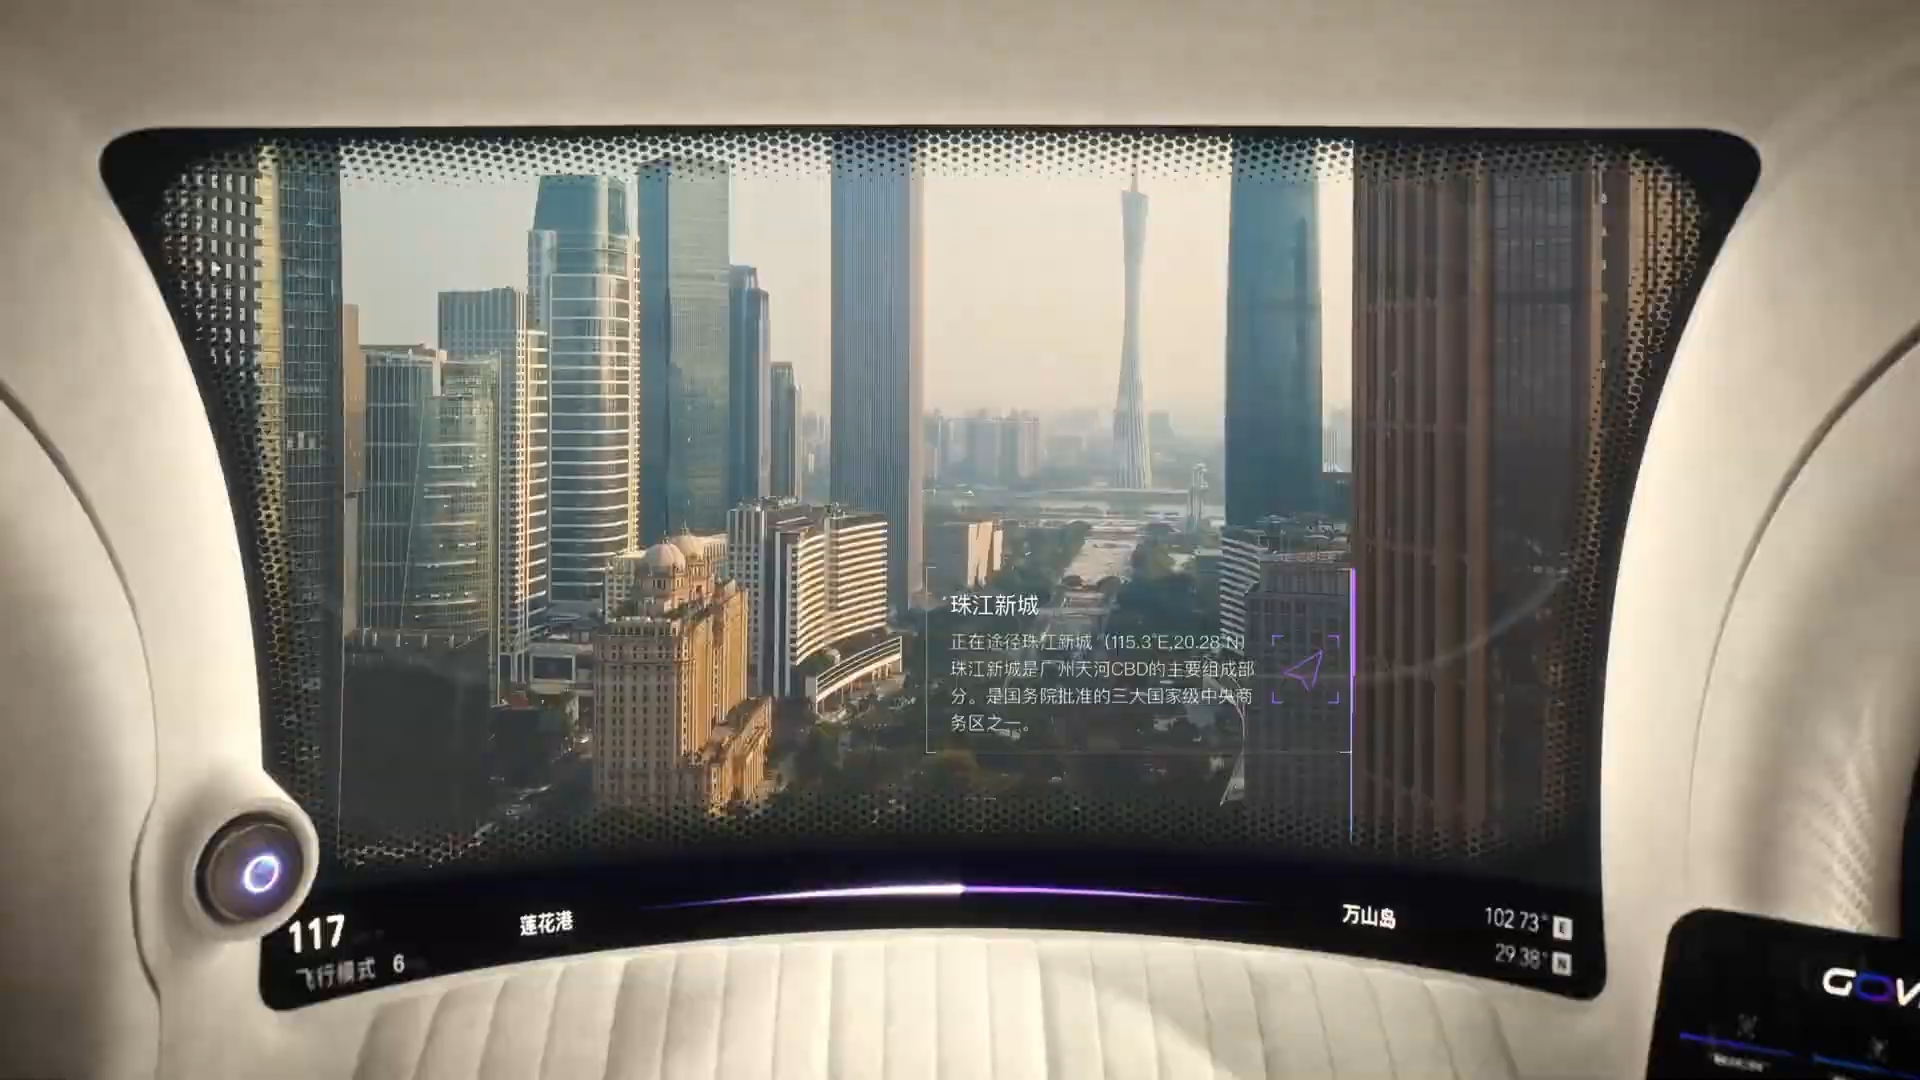 珠江新城
正在途径珠江新城（115.3°E,20.28°N）
珠江新城是广州天河CBD的主要组成部
分。是国务院批准的三大国家级中央商
务区之一。
117
飞行模式 6
莲花港
万山岛
102 73° E
29 38° N
GOV